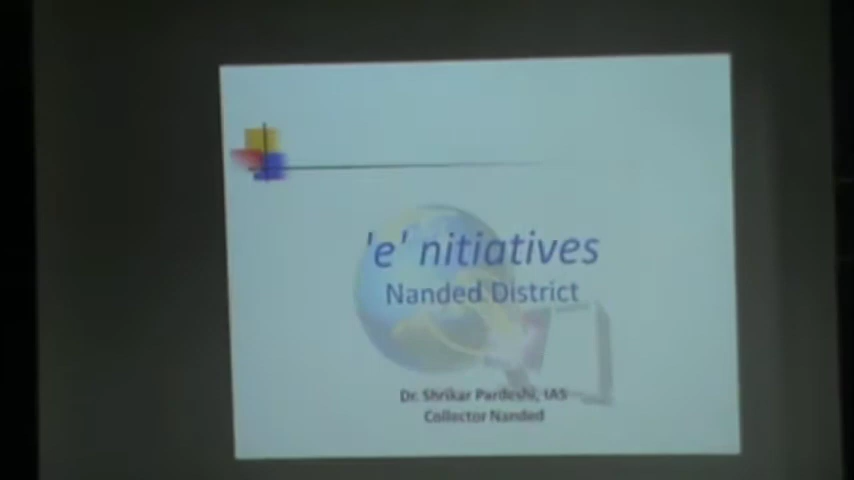 'e' nitiatives
Nanded District
Dr. Shrikar Pardeshi, IAS
Collector Nanded